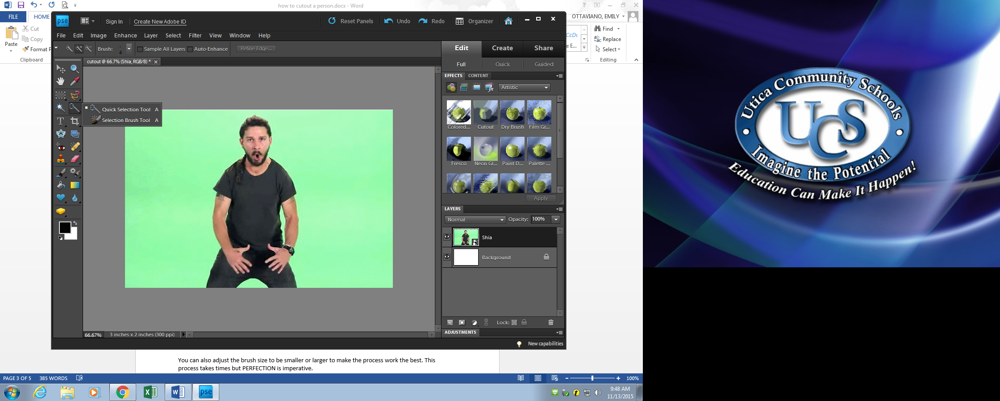 how to cutout a person.docx - Word
FILE
HOME
OTTAVIANO, EMILY
Cut
Copy
Format P
Paste
Clipboard
Find
Replace
Select
Editing
CcDc
e E...
pse
Sign In
Create New Adobe ID
Reset Panels
Undo
Redo
Organizer
File Edit Image Enhance Layer Select Filter View Window Help
Brush: 4
Sample All Layers
Auto-Enhance
Refine Edge...
Edit Create Share
cutout @ 66.7% (Shia, RGB/8) *
Full Quick Guided
EFFECTS CONTENT
Artistic
Quick Selection Tool A
Selection Brush Tool A
Colored... Cutout Dry Brush Film Gr...
Fresco Neon Gl... Paint D... Palette ...
Apply
LAYERS
Normal Opacity: 100%
Shia
Background
Lock:
66.67% 3 inches x 2 inches (300 ppi)
ADJUSTMENTS
New capabilities
You can also adjust the brush size to be smaller or larger to make the process work the best. This
process takes times but PERFECTION is imperative.
PAGE 3 OF 5 385 WORDS
100%
pse
9:48 AM
11/13/2015
Utica Community Schools
UCS
Imagine the Potential
Education Can Make It Happen!